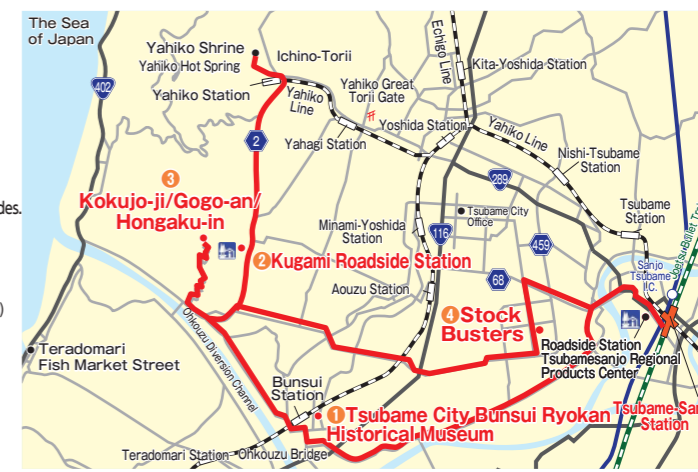 The Sea
of Japan
402
Yahiko Shrine
Ichino-Torii
Yahiko Hot Spring
Yahiko Station
Yahiko
Line
Yahiko Great
Torii Gate
Echigo Line
Kita-Yoshida Station
2
Yahagi Station
Yoshida Station
Yahiko Line
Nishi-Tsubame
Station
3
Kokujo-ji/Gogo-an/
Hongaku-in
des.
289
Tsubame
Station
Minami-Yoshida
Station
116
Tsubame City
Office
459
2 Kugami Roadside Station
Sanjo
Tsubame
I.C.
68
Aouzu Station
)
4 Stock
Busters
Roadside Station
Tsubamesanjo Regional
Products Center
Ohkouzu Diversion Channel
Teradomari
Fish Market Street
Bunsui
Station
1 Tsubame City Bunsui Ryokan
Historical Museum
Tsubame-Sa
Station
Teradomari Station
Ohkouzu Bridge